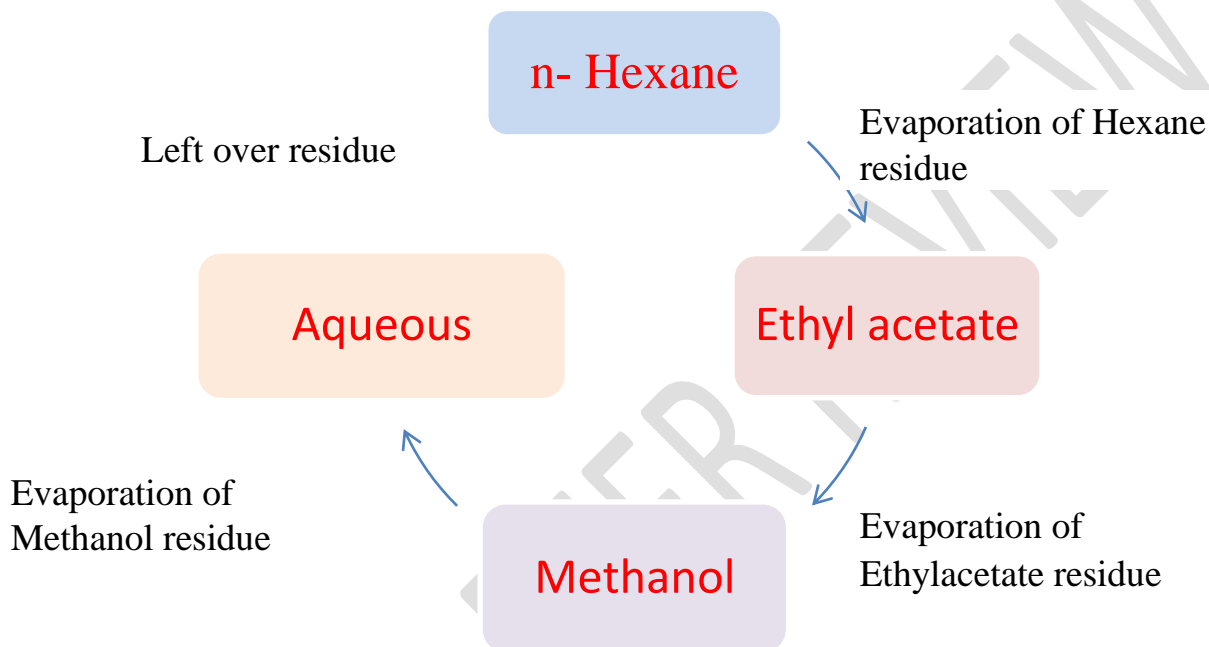 n- Hexane
Evaporation of Hexane
residue
Left over residue
Aqueous
Ethyl acetate
Evaporation of
Methanol residue
Methanol
Evaporation of
Ethylacetate residue